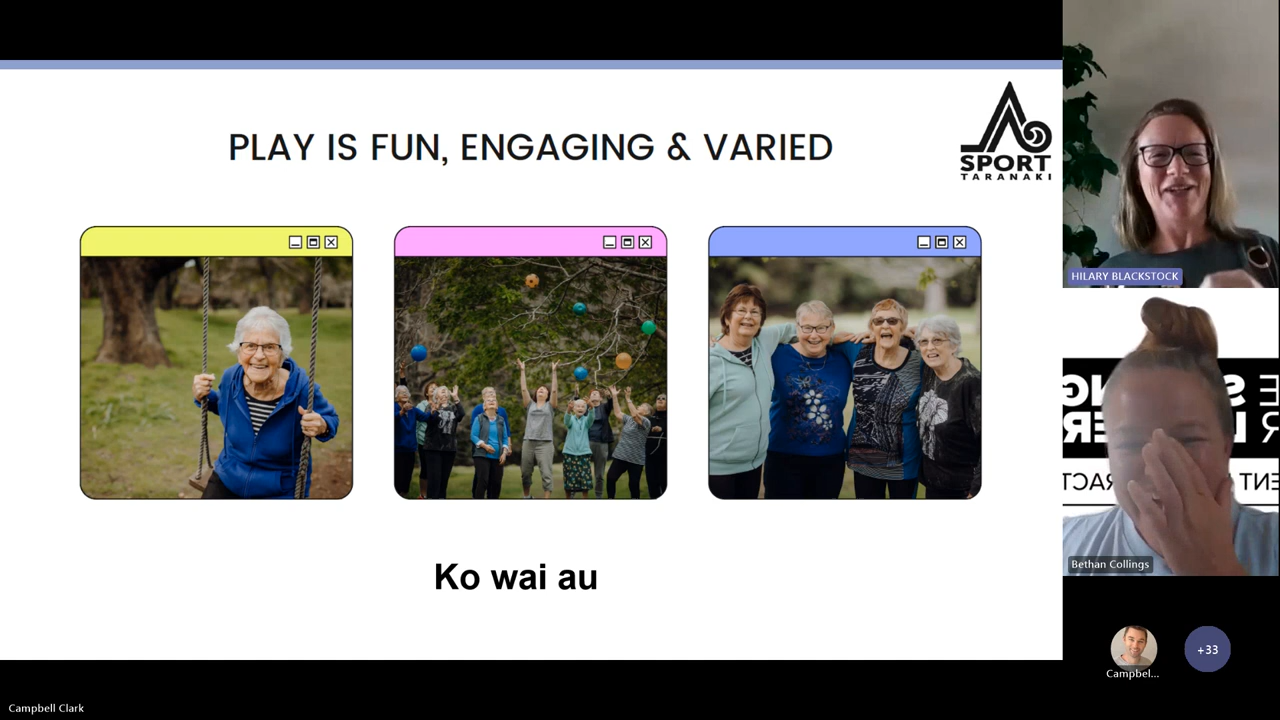 PLAY IS FUN, ENGAGING & VARIED
SPORT
TARANAKI
Ko wai au
HILARY BLACKSTOCK
Bethan Collings
Campbel...
+33
Campbell Clark